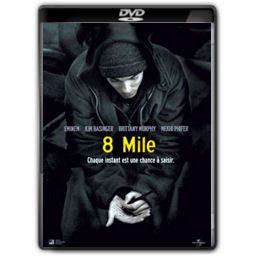 DVD
EMINEM KIM BASINGER BRITTANY MURPHY MEKHI PHIFER
8 Mile
Chaque instant est une chance à saisir.